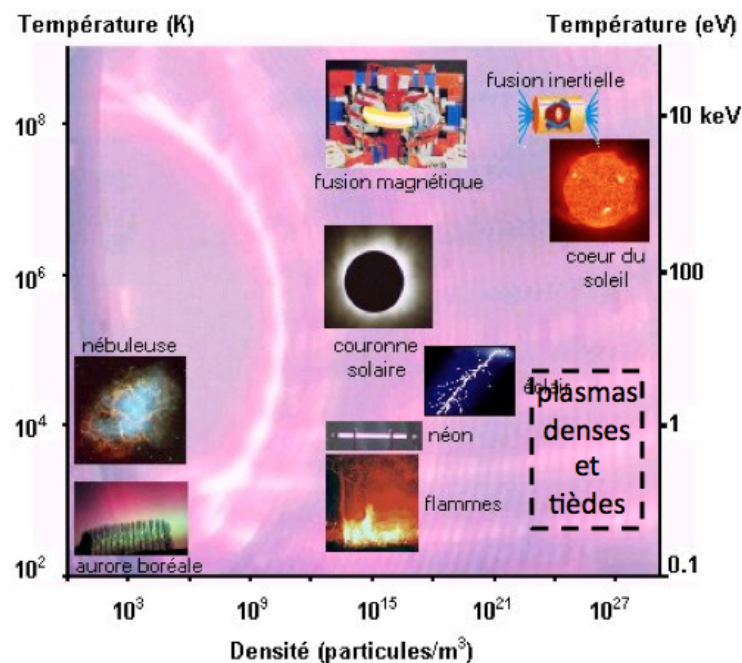 Température (K)
Température (eV)
fusion inertielle
10⁸
10 keV
fusion magnétique
coeur du
soleil
10⁶
100
nébuleuse
couronne
solaire
éclair
plasmas
denses
et
tièdes
10⁴
1
néon
flammes
10²
aurore boréale
0.1
10³
10⁹
10¹⁵
10²¹
10²⁷
Densité (particules/m³)